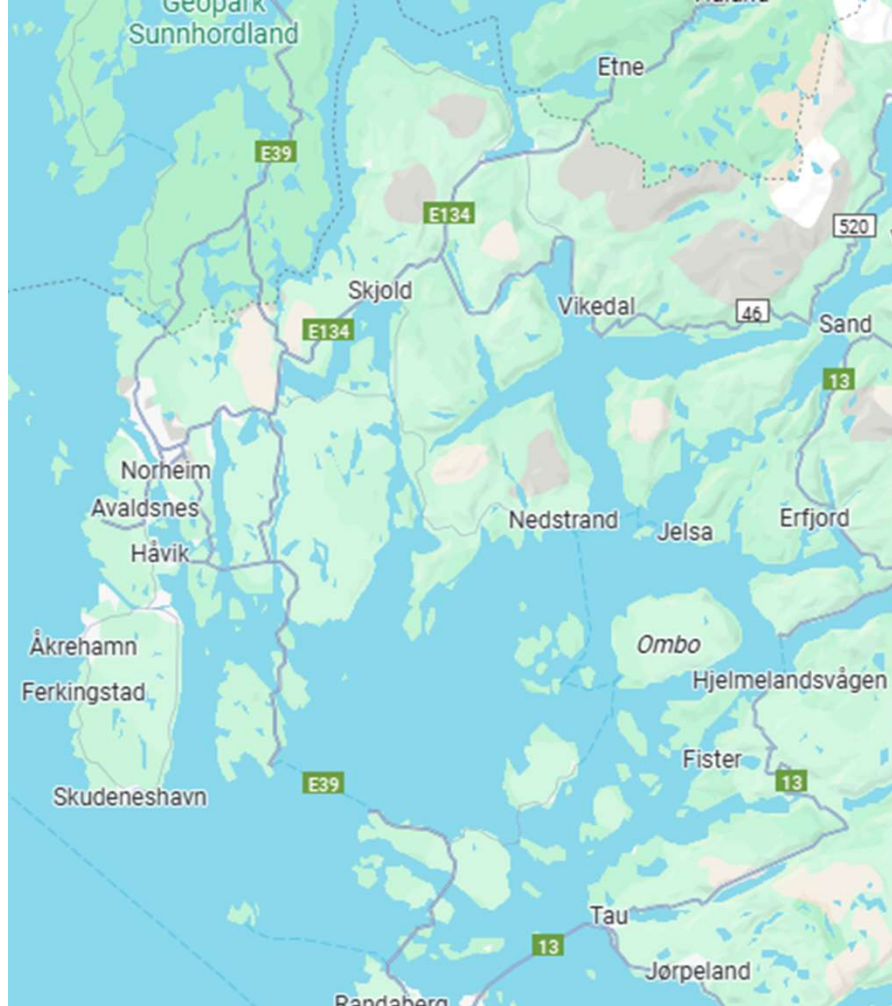 Geopark
Sunnhordland
Etne
E39
E134
520
Skjold
Vikedal
46
Sand
E134
13
Norheim
Avaldsnes
Nedstrand
Erfjord
Jelsa
Håvik
Åkrehamn
Ombo
Hjelmelandsvågen
Ferkingstad
Fister
E39
13
Skudeneshavn
Tau
13
Jørpeland
Randaberg